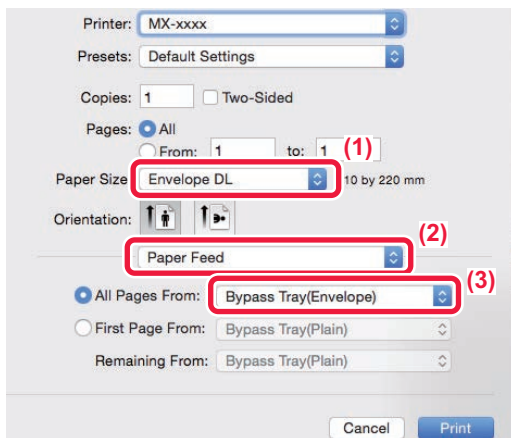 Printer: MX-xxxx
Presets: Default Settings
Copies: 1 Two-Sided
Pages: All
From: 1 to: 1 (1)
Paper Size Envelope DL 10 by 220 mm
Orientation:
(2)
Paper Feed
(3)
All Pages From: Bypass Tray(Envelope)
First Page From: Bypass Tray(Plain)
Remaining From: Bypass Tray(Plain)
Cancel Print